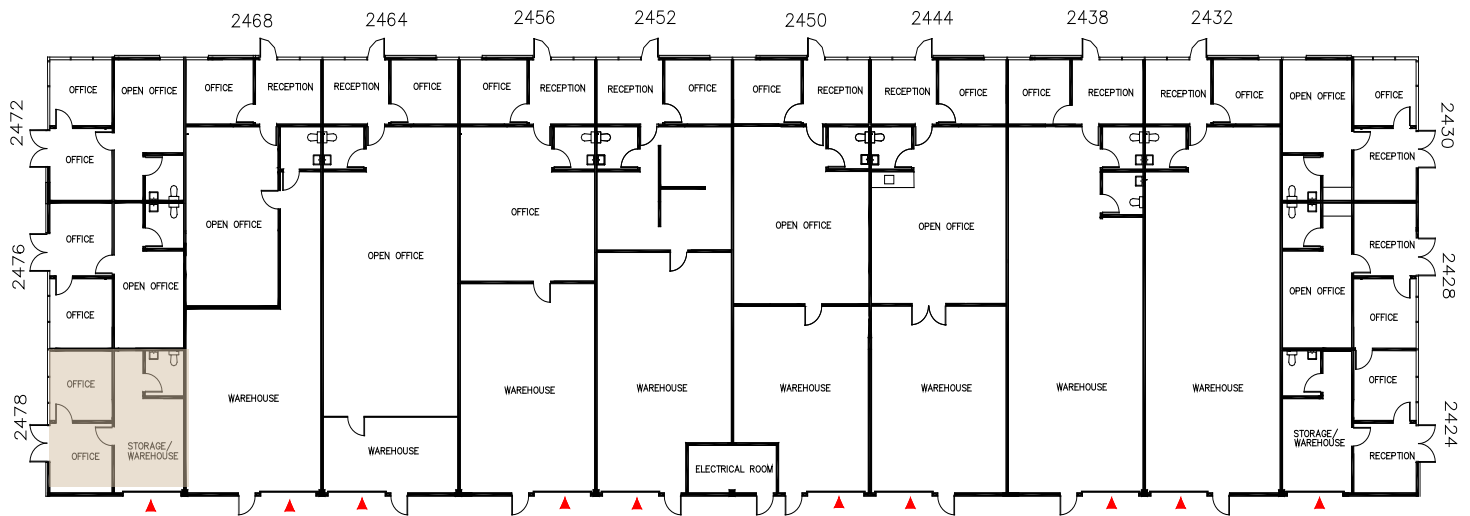 2468
2464
2456
2452
2450
2444
2438
2432
OFFICE
OPEN OFFICE
OFFICE
RECEPTION
RECEPTION
OFFICE
OFFICE
RECEPTION
RECEPTION
OFFICE
OFFICE
RECEPTION
RECEPTION
OFFICE
OFFICE
RECEPTION
RECEPTION
OFFICE
OPEN OFFICE
OFFICE
2472
2430
OFFICE
RECEPTION
OPEN OFFICE
OFFICE
OPEN OFFICE
OPEN OFFICE
OFFICE
RECEPTION
2476
2428
OPEN OFFICE
OPEN OFFICE
OPEN OFFICE
OFFICE
OFFICE
OFFICE
WAREHOUSE
WAREHOUSE
WAREHOUSE
WAREHOUSE
WAREHOUSE
WAREHOUSE
WAREHOUSE
OFFICE
2478
2424
OFFICE
STORAGE/
WAREHOUSE
WAREHOUSE
ELECTRICAL ROOM
STORAGE/
WAREHOUSE
RECEPTION